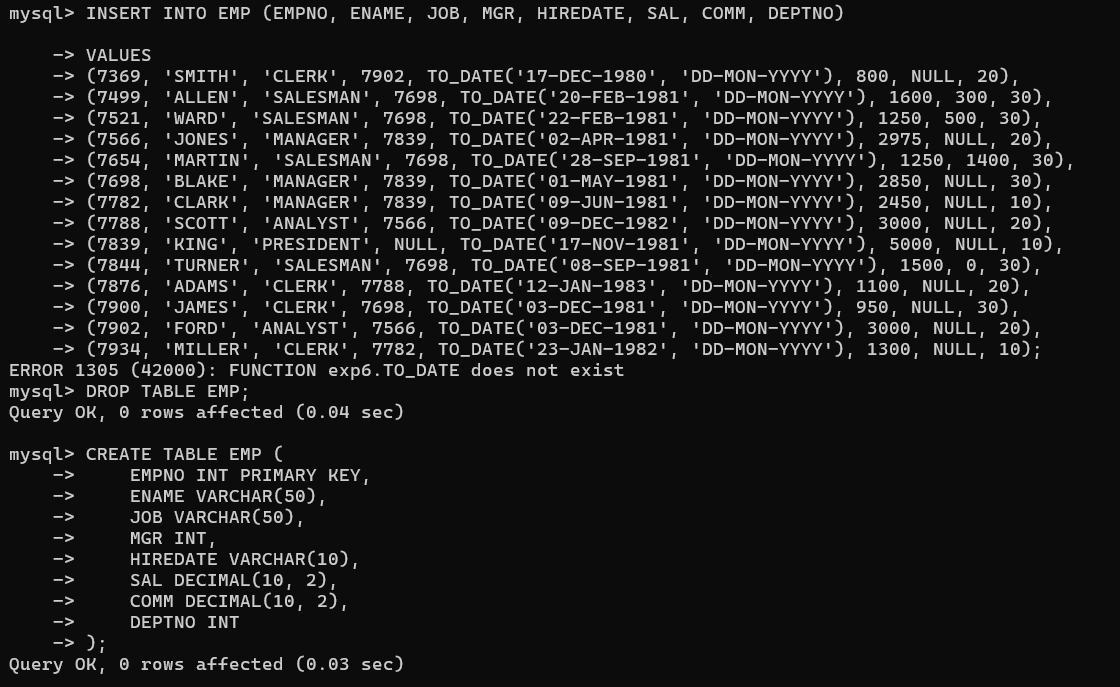 mysql> INSERT INTO EMP (EMPNO, ENAME, JOB, MGR, HIREDATE, SAL, COMM, DEPTNO)
    -> VALUES
    -> (7369, 'SMITH', 'CLERK', 7902, TO_DATE('17-DEC-1980', 'DD-MON-YYYY'), 800, NULL, 20),
    -> (7499, 'ALLEN', 'SALESMAN', 7698, TO_DATE('20-FEB-1981', 'DD-MON-YYYY'), 1600, 300, 30),
    -> (7521, 'WARD', 'SALESMAN', 7698, TO_DATE('22-FEB-1981', 'DD-MON-YYYY'), 1250, 500, 30),
    -> (7566, 'JONES', 'MANAGER', 7839, TO_DATE('02-APR-1981', 'DD-MON-YYYY'), 2975, NULL, 20),
    -> (7654, 'MARTIN', 'SALESMAN', 7698, TO_DATE('28-SEP-1981', 'DD-MON-YYYY'), 1250, 1400, 30),
    -> (7698, 'BLAKE', 'MANAGER', 7839, TO_DATE('01-MAY-1981', 'DD-MON-YYYY'), 2850, NULL, 30),
    -> (7782, 'CLARK', 'MANAGER', 7839, TO_DATE('09-JUN-1981', 'DD-MON-YYYY'), 2450, NULL, 10),
    -> (7788, 'SCOTT', 'ANALYST', 7566, TO_DATE('09-DEC-1982', 'DD-MON-YYYY'), 3000, NULL, 20),
    -> (7839, 'KING', 'PRESIDENT', NULL, TO_DATE('17-NOV-1981', 'DD-MON-YYYY'), 5000, NULL, 10),
    -> (7844, 'TURNER', 'SALESMAN', 7698, TO_DATE('08-SEP-1981', 'DD-MON-YYYY'), 1500, 0, 30),
    -> (7876, 'ADAMS', 'CLERK', 7788, TO_DATE('12-JAN-1983', 'DD-MON-YYYY'), 1100, NULL, 20),
    -> (7900, 'JAMES', 'CLERK', 7698, TO_DATE('03-DEC-1981', 'DD-MON-YYYY'), 950, NULL, 30),
    -> (7902, 'FORD', 'ANALYST', 7566, TO_DATE('03-DEC-1981', 'DD-MON-YYYY'), 3000, NULL, 20),
    -> (7934, 'MILLER', 'CLERK', 7782, TO_DATE('23-JAN-1982', 'DD-MON-YYYY'), 1300, NULL, 10);
ERROR 1305 (42000): FUNCTION exp6.TO_DATE does not exist
mysql> DROP TABLE EMP;
Query OK, 0 rows affected (0.04 sec)
mysql> CREATE TABLE EMP (
    ->     EMPNO INT PRIMARY KEY,
    ->     ENAME VARCHAR(50),
    ->     JOB VARCHAR(50),
    ->     MGR INT,
    ->     HIREDATE VARCHAR(10),
    ->     SAL DECIMAL(10, 2),
    ->     COMM DECIMAL(10, 2),
    ->     DEPTNO INT
    -> );
Query OK, 0 rows affected (0.03 sec)